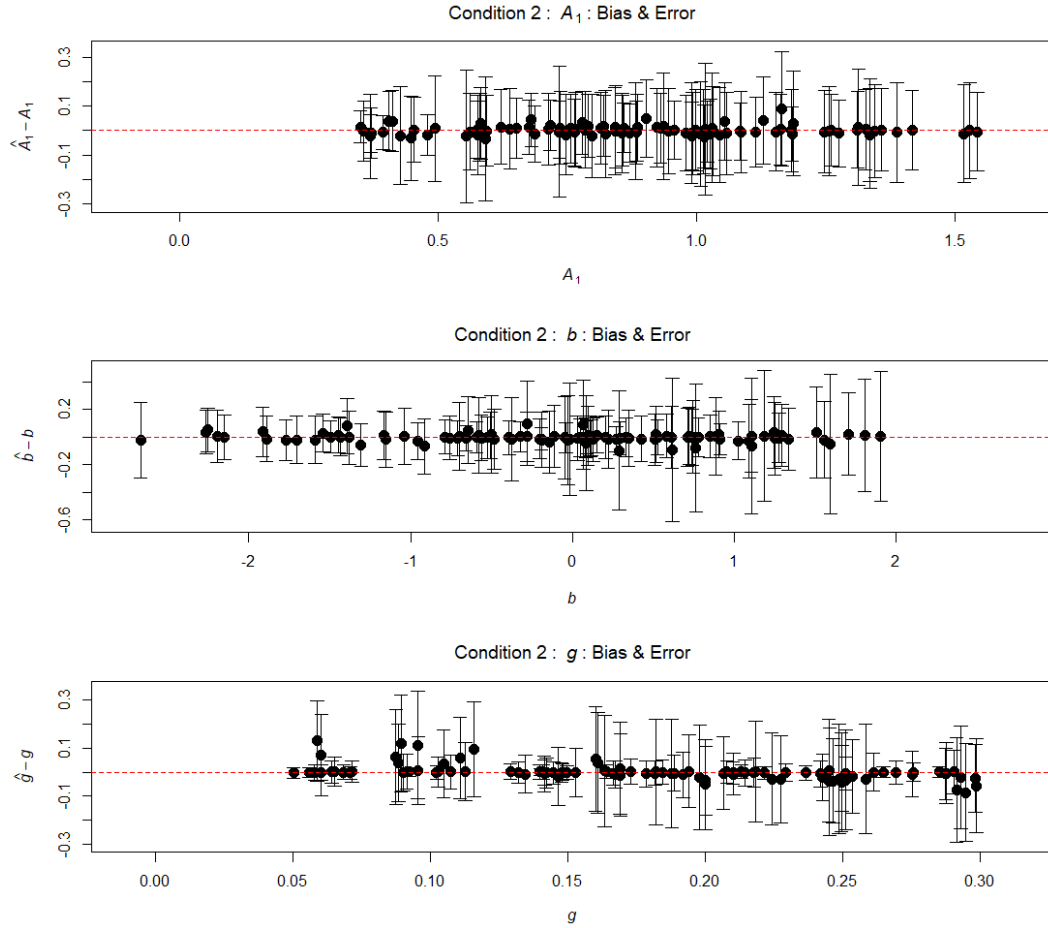 Condition 2 : A₁ : Bias & Error
Â₁ − A₁
0.3
0.1
-0.1
-0.3
0.0 0.5 1.0 1.5
A₁
Condition 2 : b : Bias & Error
b̂ − b
0.2
-0.2
-0.6
-2 -1 0 1 2
b
Condition 2 : g : Bias & Error
ĝ − g
0.3
0.1
-0.1
-0.3
0.00 0.05 0.10 0.15 0.20 0.25 0.30
g